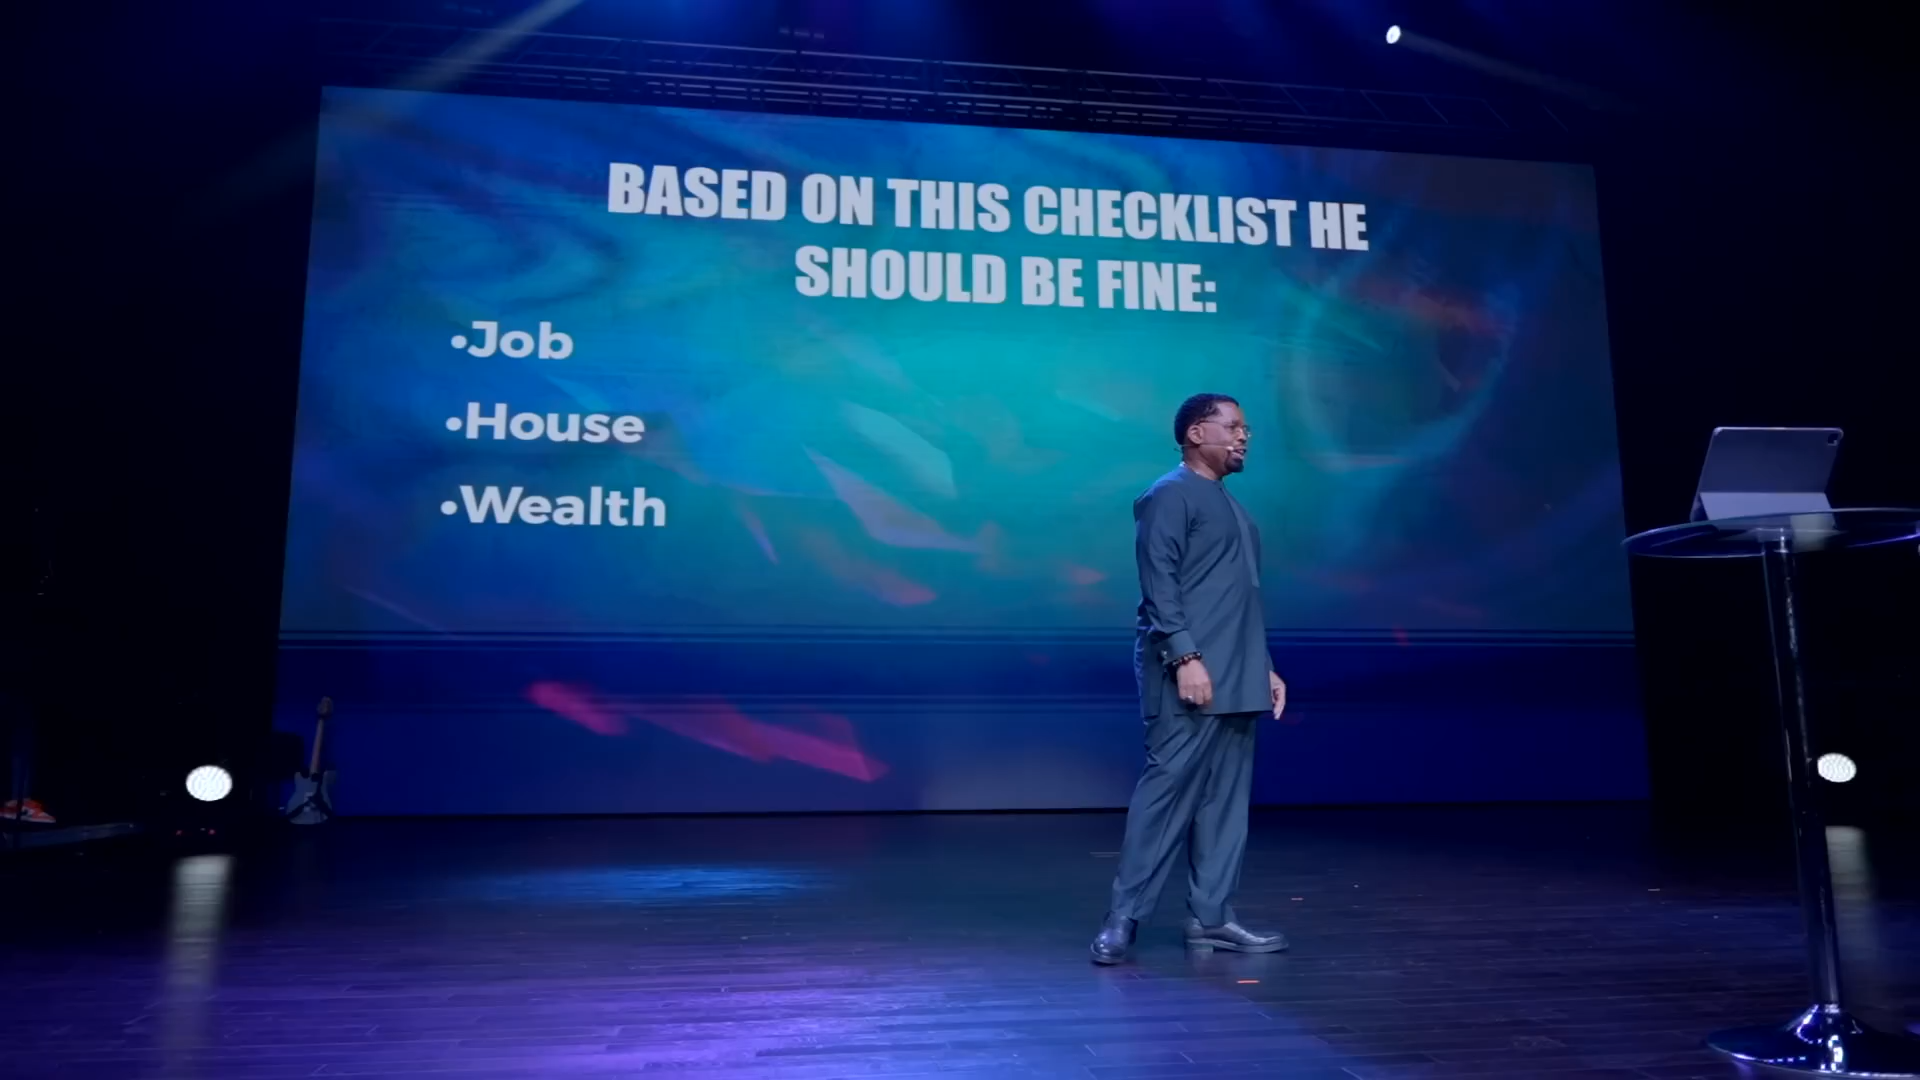 BASED ON THIS CHECKLIST HE
SHOULD BE FINE:
•Job
•House
•Wealth